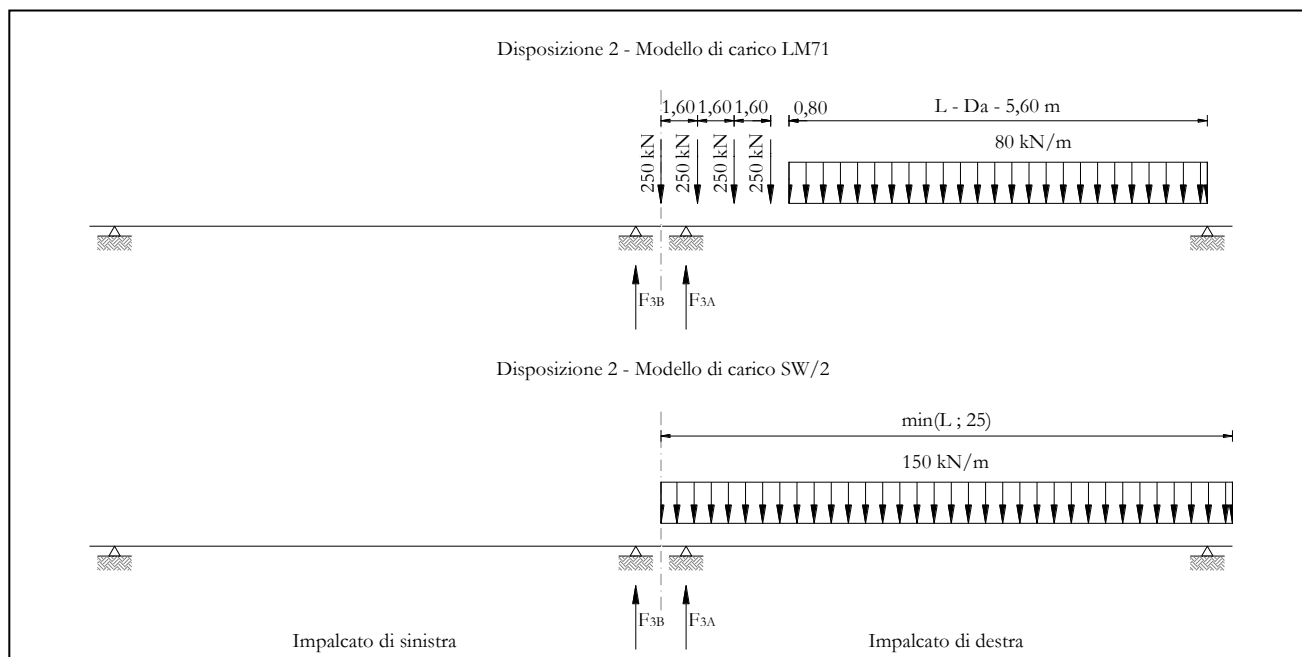 Disposizione 2 - Modello di carico LM71
1,60 1,60 1,60 0,80 L - Da - 5,60 m
80 kN/m
250 kN 250 kN 250 kN 250 kN
F3B F3A
Disposizione 2 - Modello di carico SW/2
min(L ; 25)
150 kN/m
F3B F3A
Impalcato di sinistra Impalcato di destra